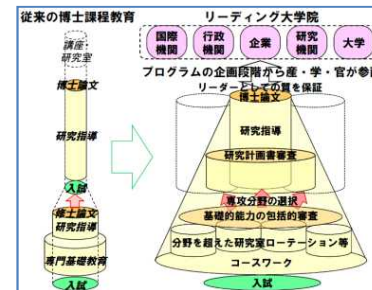 従来の博士課程教育
講座・
研究室
博士論文
研究指導
入試
博士論文
研究指導
専門基礎教育
入試
リーディング大学院
国際
機関
行政
機関
企業
研究
機関
大学
プログラムの企画段階から産・学・官が参
リーダーとしての質を保証
博士論文
研究指導
研究計画書審査
専攻分野の選択
基礎的能力の包括的審査
分野を超えた研究室ローテーション等
コースワーク
入試